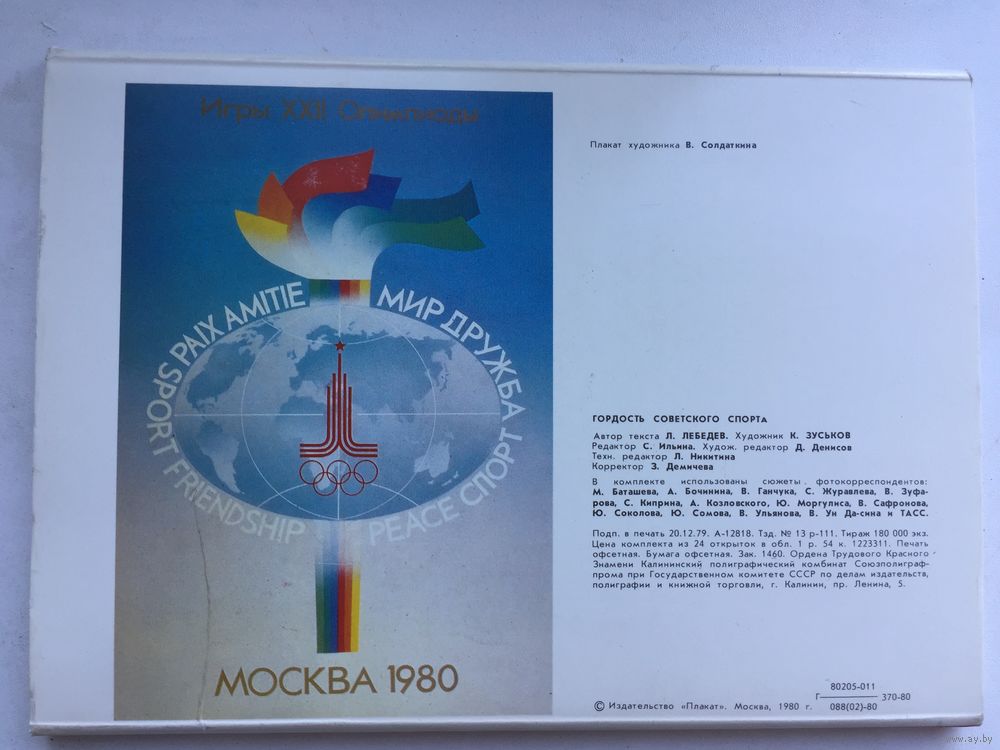 Игры XXII Олимпиады
SPORT PAIX AMITIE
МИР ДРУЖБА
FRIENDSHIP
PEACE СПОРТ
МОСКВА 1980
Плакат художника В. Солдаткина
ГОРДОСТЬ СОВЕТСКОГО СПОРТА
Автор текста Л. ЛЕБЕДЕВ. Художник К. ЗУСЬКОВ
Редактор С. Ильина. Худож. редактор Д. Денисов
Техн. редактор Л. Никитина
Корректор З. Демичева
В комплекте использованы сюжеты фотокорреспондентов:
М. Баташева, А. Бочинина, В. Ганчука, С. Журавлева, В. Зуфа-
рова, С. Киприна, А. Козловского, Ю. Моргулиса, В. Сафронова,
Ю. Соколова, Ю. Сомова, В. Ульянова, В. Ун Да-сина и ТАСС.
Подп. в печать 20.12.79. А-12818. Тзд. № 13 р-111. Тираж 180 000 экз.
Цена комплекта из 24 открыток в обл. 1 р. 54 к. 1223311. Печать
офсетная. Бумага офсетная. Зак. 1460. Ордена Трудового Красного
Знамени Калининский полиграфический комбинат Союзполиграф-
прома при Государственном комитете СССР по делам издательств,
полиграфии и книжной торговли, г. Калинин, пр. Ленина, 5.
80205-011
Г 370-80
088(02)-80
© Издательство «Плакат». Москва, 1980 г.
www.ay.by